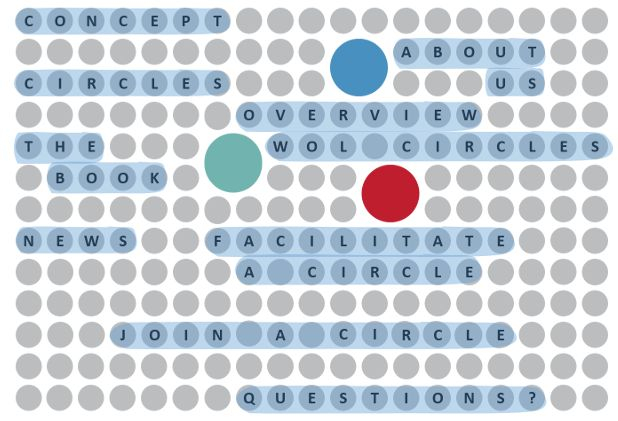 CONCEPT
ABOUT
CIRCLES
US
OVERVIEW
THE
WOL CIRCLES
BOOK
NEWS
FACILITATE
A CIRCLE
JOIN A CIRCLE
QUESTIONS?